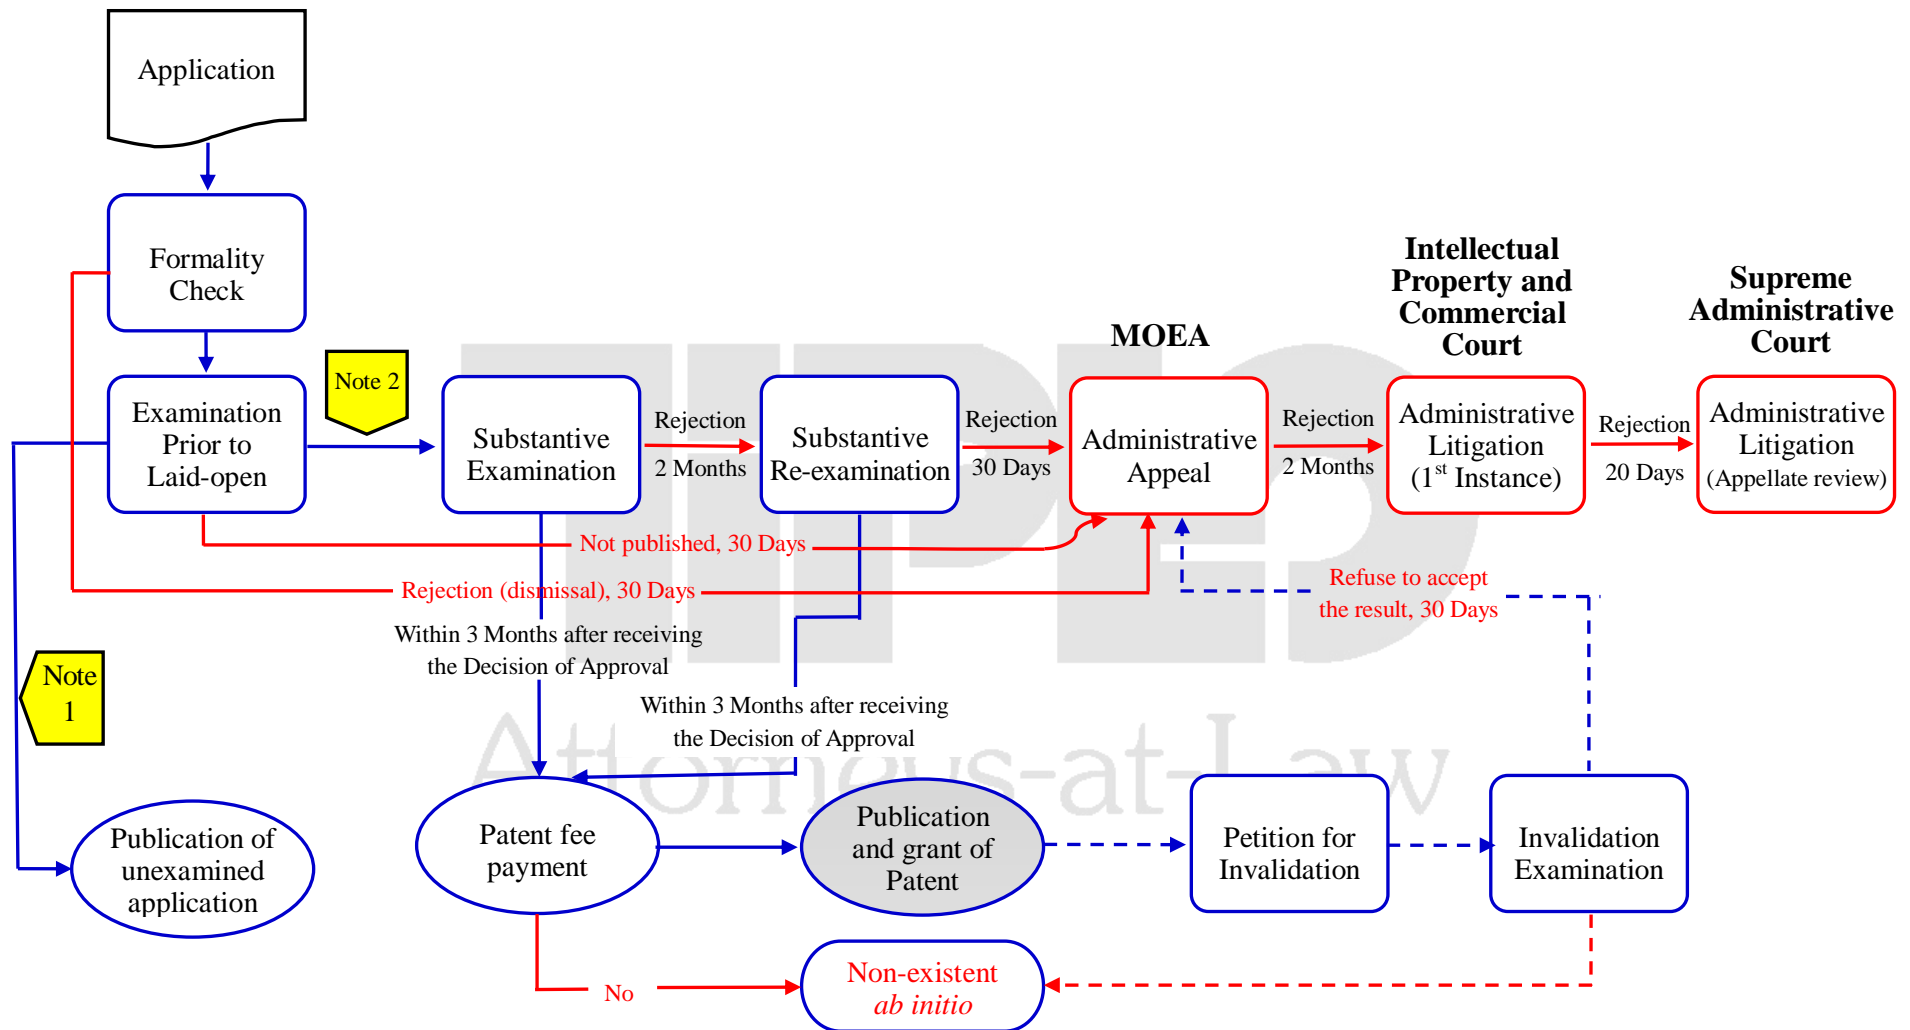 Application
Formality
Check
Examination
Prior to
Laid-open
Note 2
Substantive
Examination
Rejection
2 Months
Substantive
Re-examination
Rejection
30 Days
MOEA
Administrative
Appeal
Rejection
2 Months
Intellectual
Property and
Commercial
Court
Administrative
Litigation
(1st Instance)
Rejection
20 Days
Supreme
Administrative
Court
Administrative
Litigation
(Appellate review)
Not published, 30 Days
Rejection (dismissal), 30 Days
Refuse to accept
the result, 30 Days
Within 3 Months after receiving
the Decision of Approval
Within 3 Months after receiving
the Decision of Approval
Note
1
Publication of
unexamined
application
Patent fee
payment
Publication
and grant of
Patent
Petition for
Invalidation
Invalidation
Examination
No
Non-existent
ab initio
TIPLO
Attorneys-at-Law